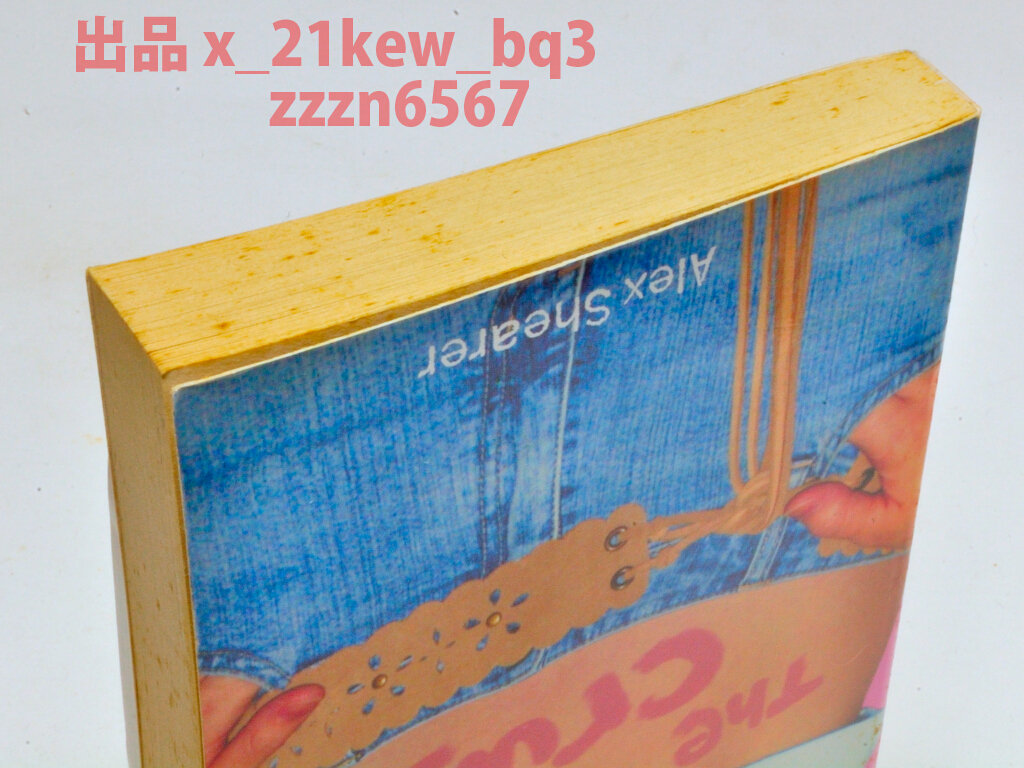 出品 x_21kew_bq3
zzzn6567
Alex Shearer
The